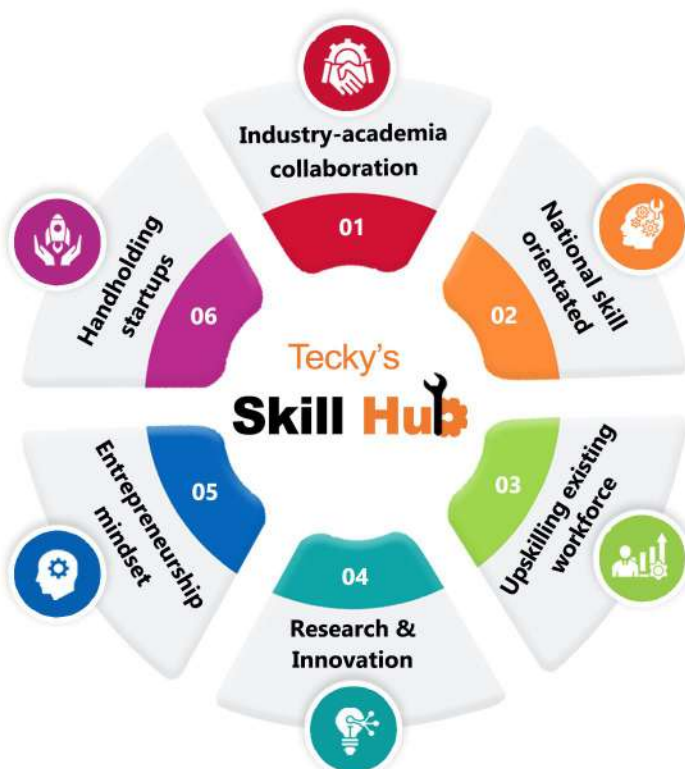 Industry-academia
collaboration
01
National skill
orientated
02
Upskilling existing
workforce
03
04
Research &
Innovation
Entrepreneurship
mindset
05
Handholding
startups
06
Tecky's
Skill Hub